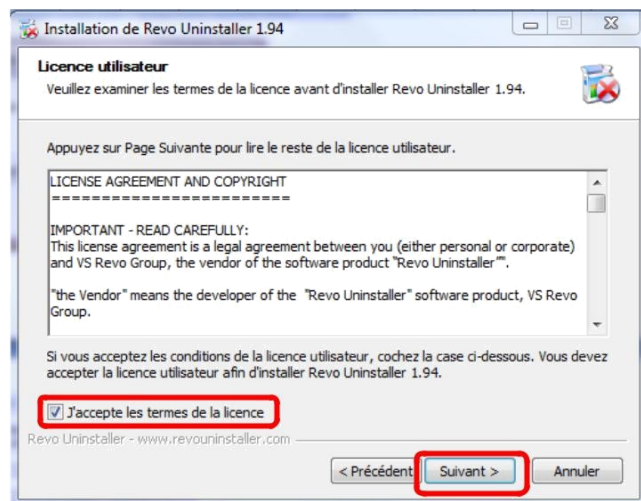 Installation de Revo Uninstaller 1.94
Licence utilisateur
Veuillez examiner les termes de la licence avant d'installer Revo Uninstaller 1.94.
Appuyez sur Page Suivante pour lire le reste de la licence utilisateur.
LICENSE AGREEMENT AND COPYRIGHT
=========================
IMPORTANT - READ CAREFULLY:
This license agreement is a legal agreement between you (either personal or corporate)
and VS Revo Group, the vendor of the software product "Revo Uninstaller"".
"the Vendor" means the developer of the "Revo Uninstaller" software product, VS Revo
Group.
Si vous acceptez les conditions de la licence utilisateur, cochez la case ci-dessous. Vous devez
accepter la licence utilisateur afin d'installer Revo Uninstaller 1.94.
J'accepte les termes de la licence
Revo Uninstaller - www.revouninstaller.com
< Précédent Suivant > Annuler